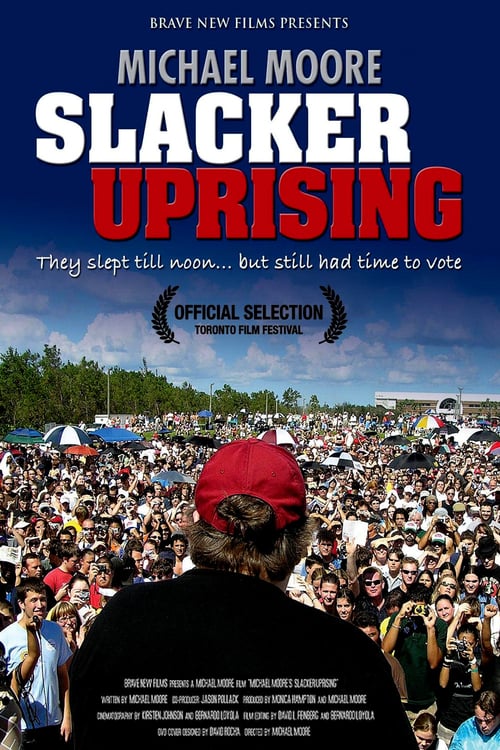 BRAVE NEW FILMS PRESENTS
MICHAEL MOORE
SLACKER
UPRISING
They slept till noon... but still had time to vote
OFFICIAL SELECTION
TORONTO FILM FESTIVAL
BRAVE NEW FILMS PRESENTS A MICHAEL MOORE FILM "MICHAEL MOORE'S SLACKER UPRISING"
WRITTEN BY MICHAEL MOORE CO-PRODUCER JASON POLLACK PRODUCED BY MONICA HAMPTON AND MICHAEL MOORE
CINEMATOGRAPHY BY KIRSTEN JOHNSON AND BERNARDO LOYOLA FILM EDITING BY DAVID L. FEINBERG AND BERNARDO LOYOLA
DVD COVER DESIGNED BY DAVID ROCHA DIRECTED BY MICHAEL MOORE